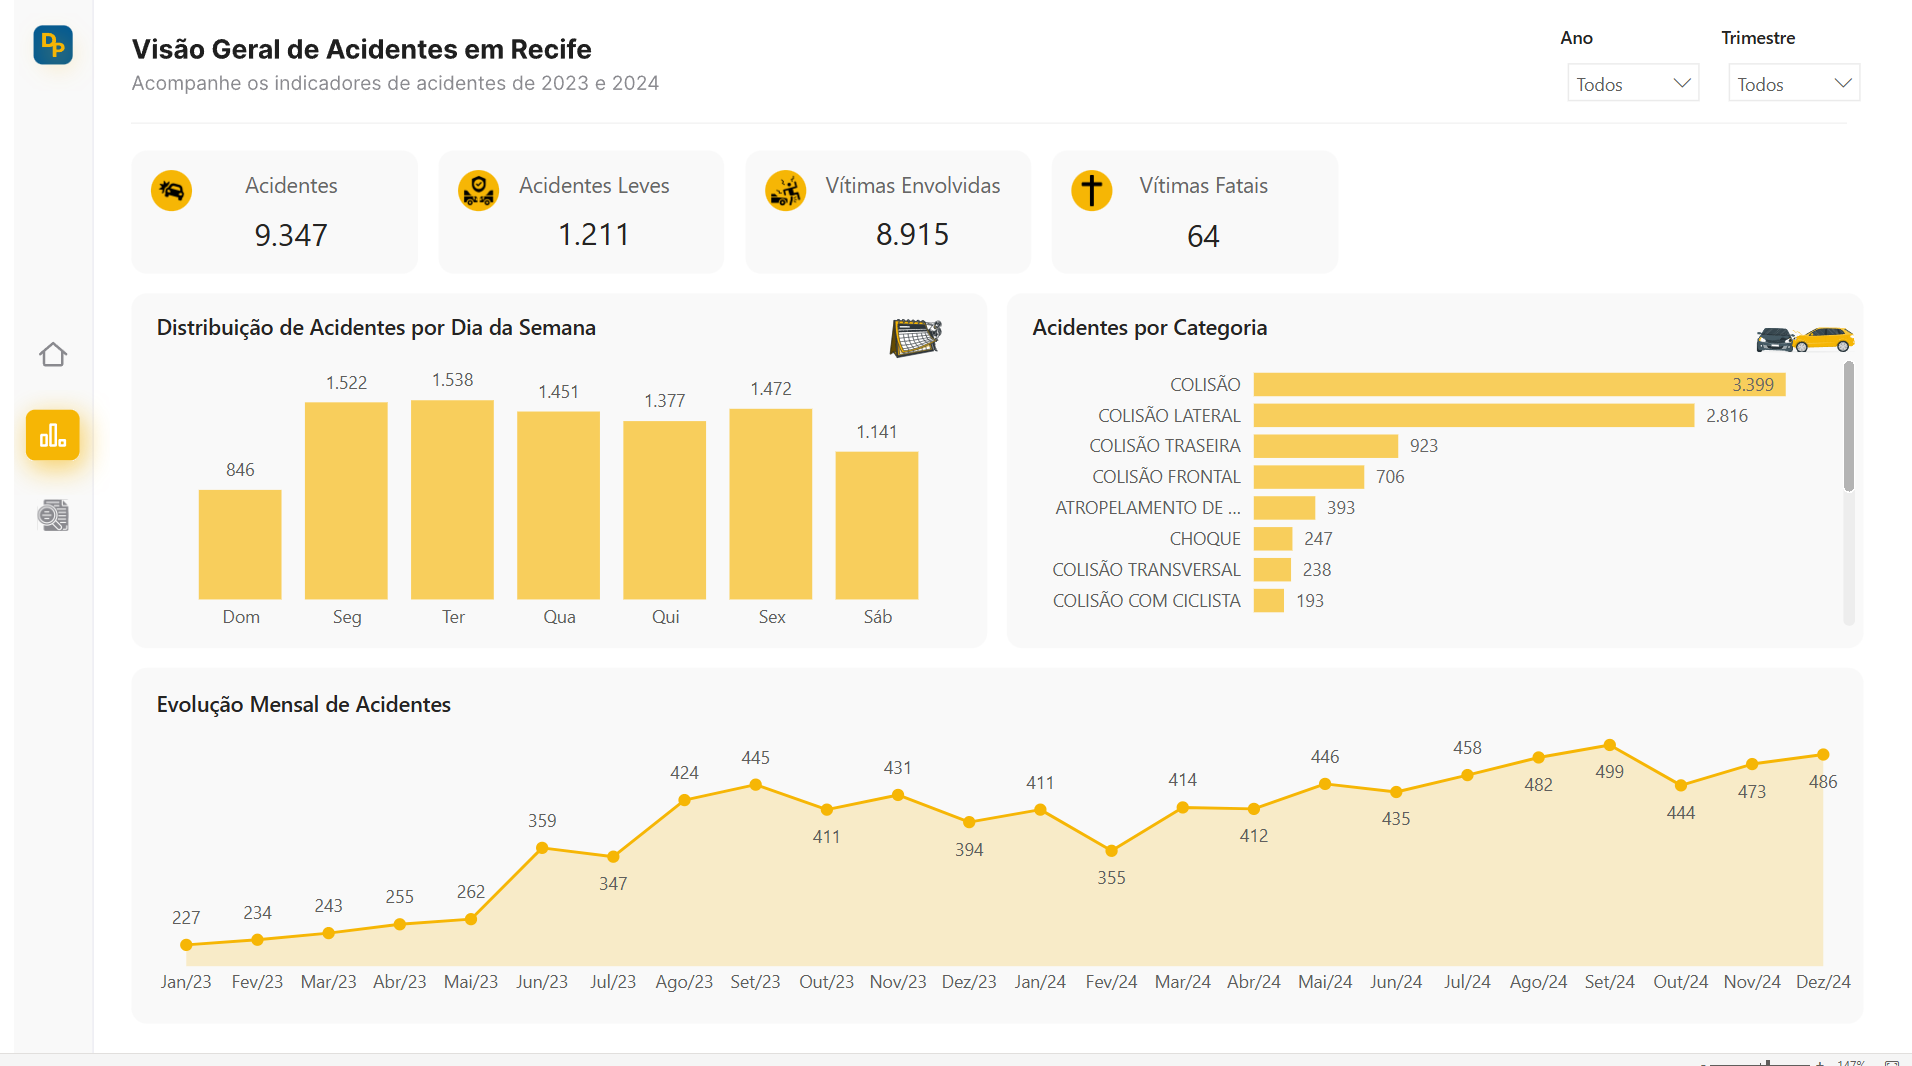 DP
Visão Geral de Acidentes em Recife
Acompanhe os indicadores de acidentes de 2023 e 2024
Ano
Trimestre
Todos
Todos
Acidentes
9.347
Acidentes Leves
1.211
Vítimas Envolvidas
8.915
Vítimas Fatais
64
Distribuição de Acidentes por Dia da Semana
846
1.522
1.538
1.451
1.377
1.472
1.141
Dom Seg Ter Qua Qui Sex Sáb
Acidentes por Categoria
COLISÃO 3.399
COLISÃO LATERAL 2.816
COLISÃO TRASEIRA 923
COLISÃO FRONTAL 706
ATROPELAMENTO DE ... 393
CHOQUE 247
COLISÃO TRANSVERSAL 238
COLISÃO COM CICLISTA 193
Evolução Mensal de Acidentes
227 234 243 255 262 359 347 424 445 411 431 394 411 355 414 412 446 435 458 482 499 444 473 486
Jan/23 Fev/23 Mar/23 Abr/23 Mai/23 Jun/23 Jul/23 Ago/23 Set/23 Out/23 Nov/23 Dez/23 Jan/24 Fev/24 Mar/24 Abr/24 Mai/24 Jun/24 Jul/24 Ago/24 Set/24 Out/24 Nov/24 Dez/24
147%